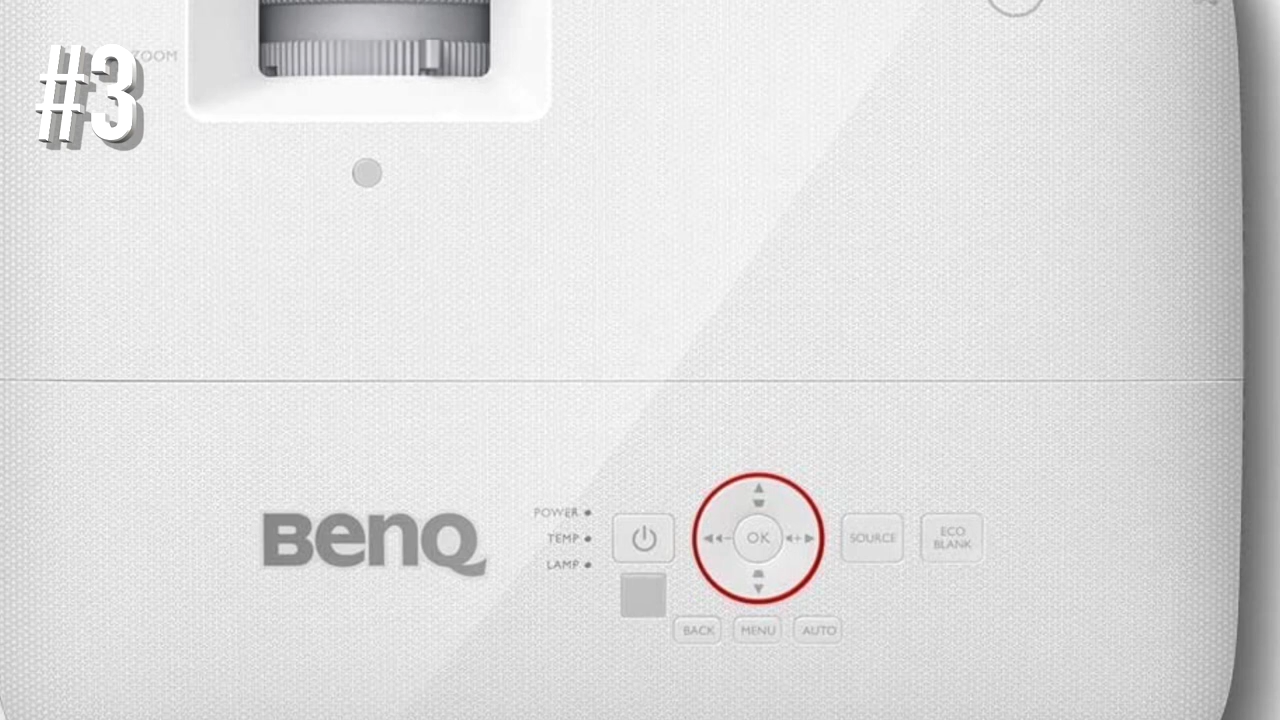 #3
ZOOM
BenQ
POWER
TEMP
LAMP
OK
SOURCE
ECO
BLANK
BACK
MENU
AUTO